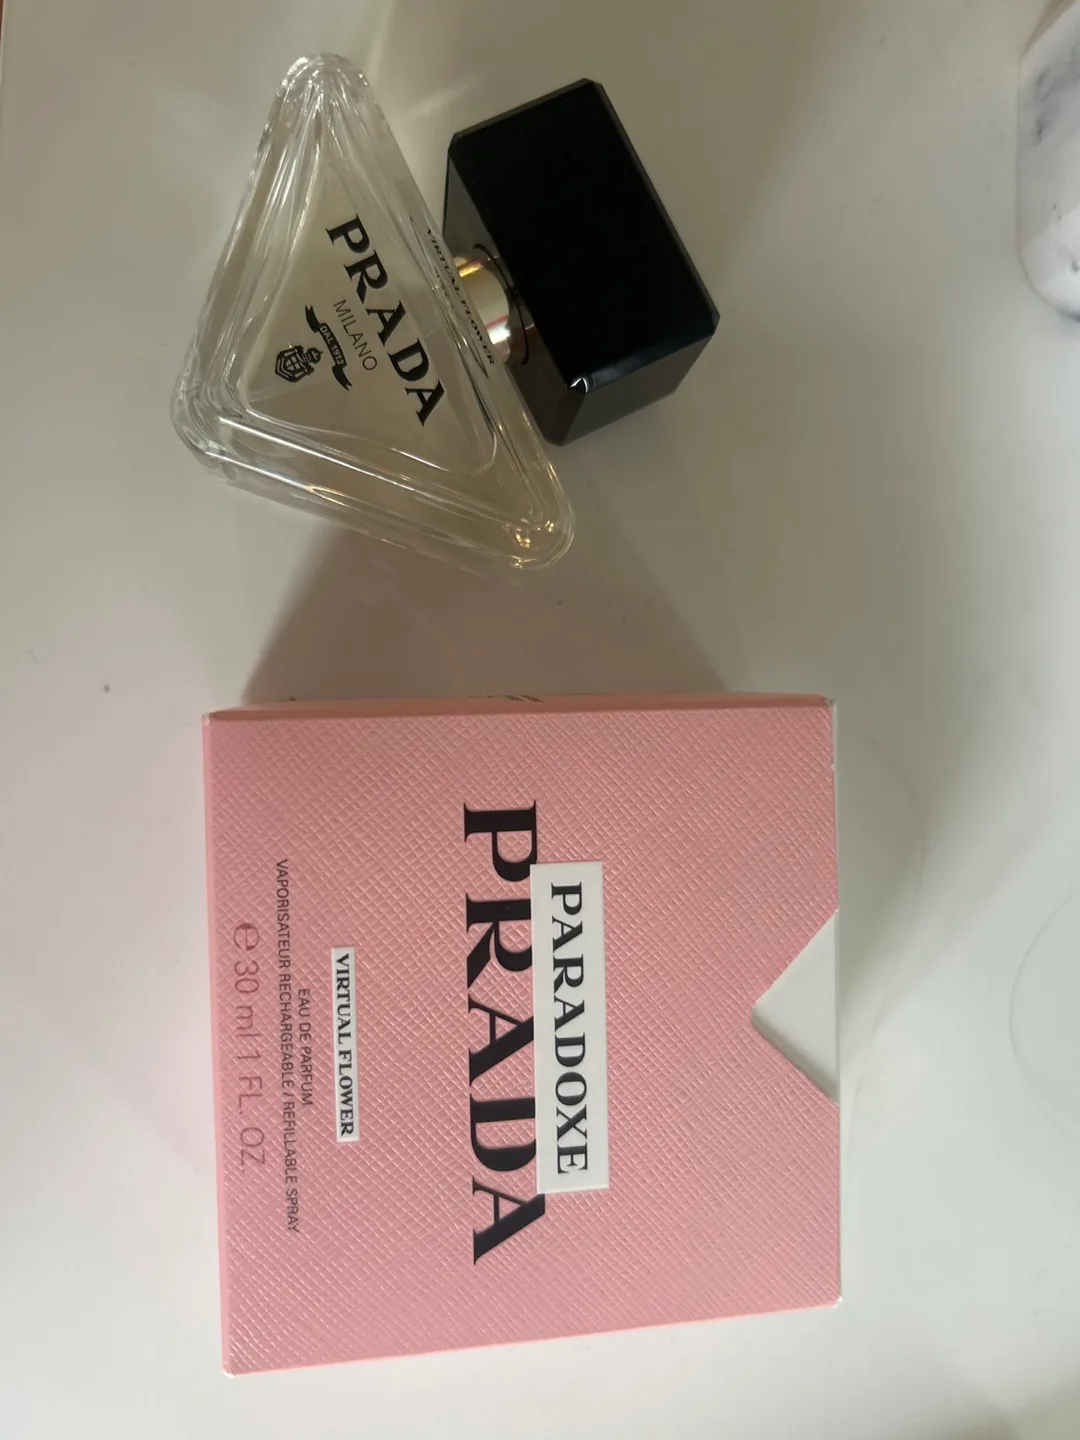 PRADA
MILANO
DAL 1913
VIRTUAL FLOWER
PARADOXE
PRADA
VIRTUAL FLOWER
EAU DE PARFUM
VAPORISATEUR RECHARGEABLE / REFILLABLE SPRAY
e 30 ml 1 FL. OZ.